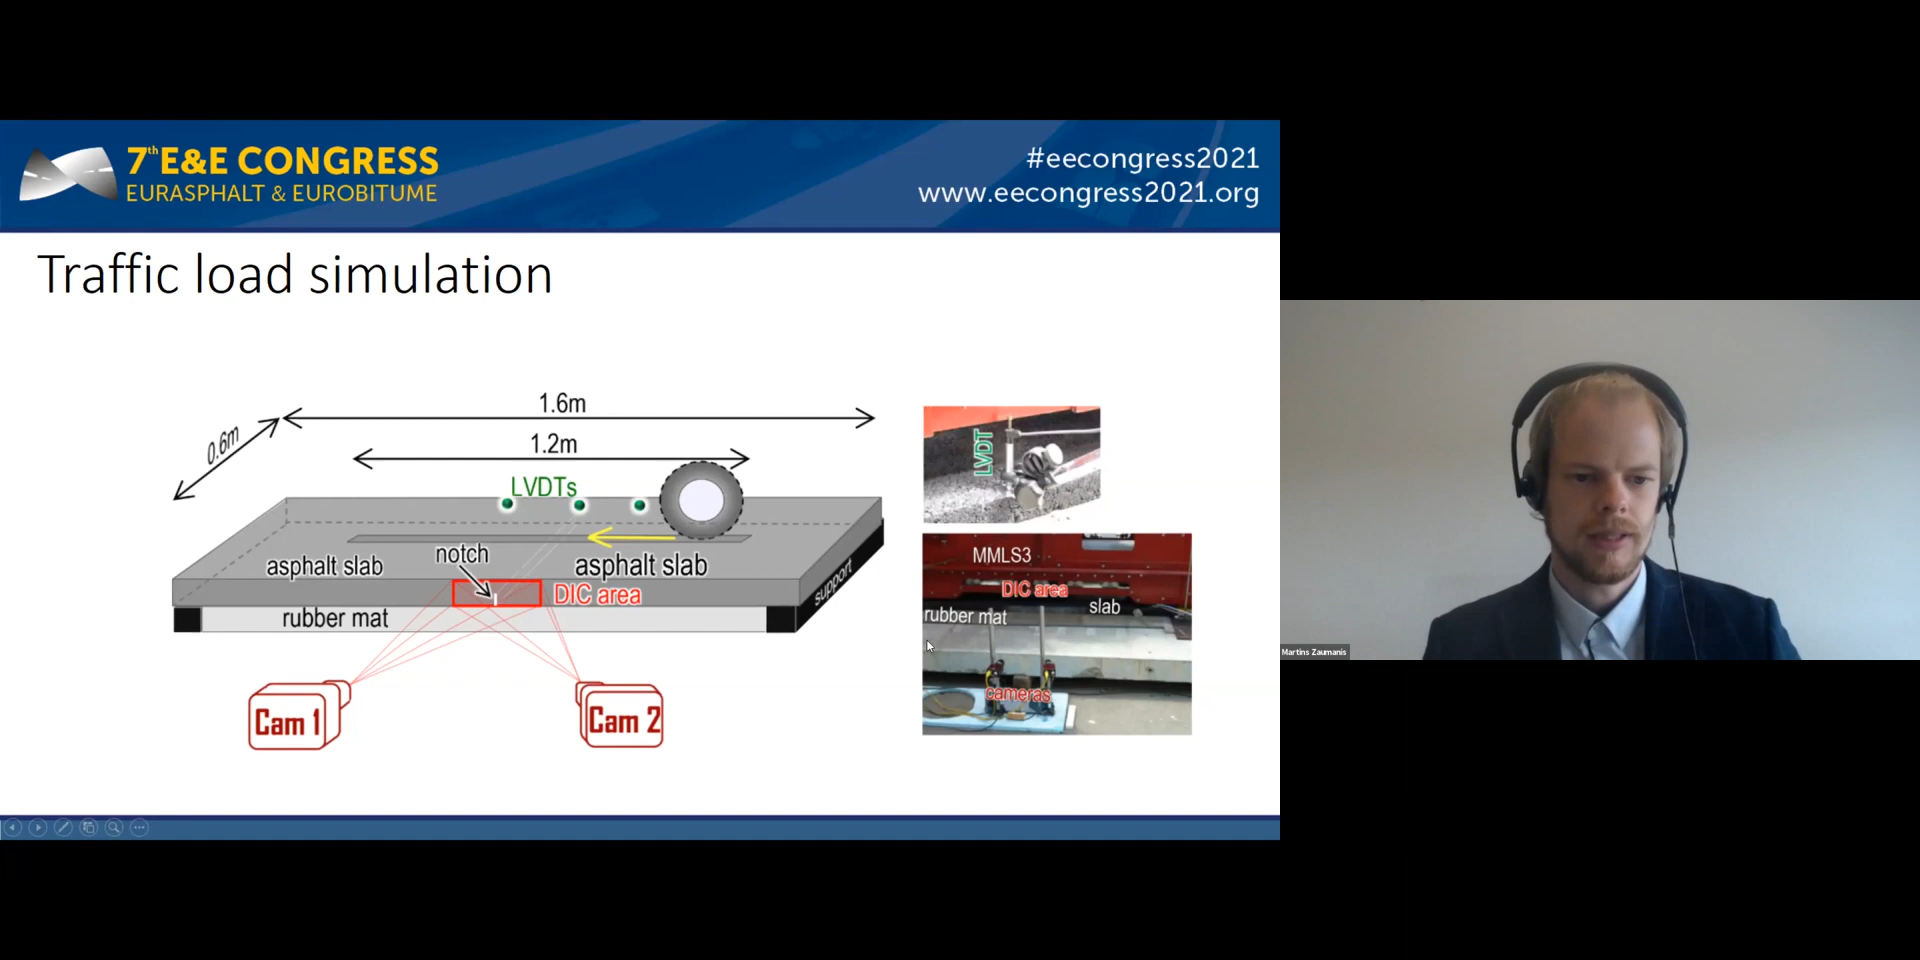 7th E&E CONGRESS
EURASPHALT & EUROBITUME
#eecongress2021
www.eecongress2021.org
Traffic load simulation
1.6m
0.6m
1.2m
LVDTs
notch
asphalt slab
asphalt slab
DIC area
rubber mat
support
Cam 1
Cam 2
LVDT
MMLS3
DIC area
slab
rubber mat
cameras
Martins Zaumanis